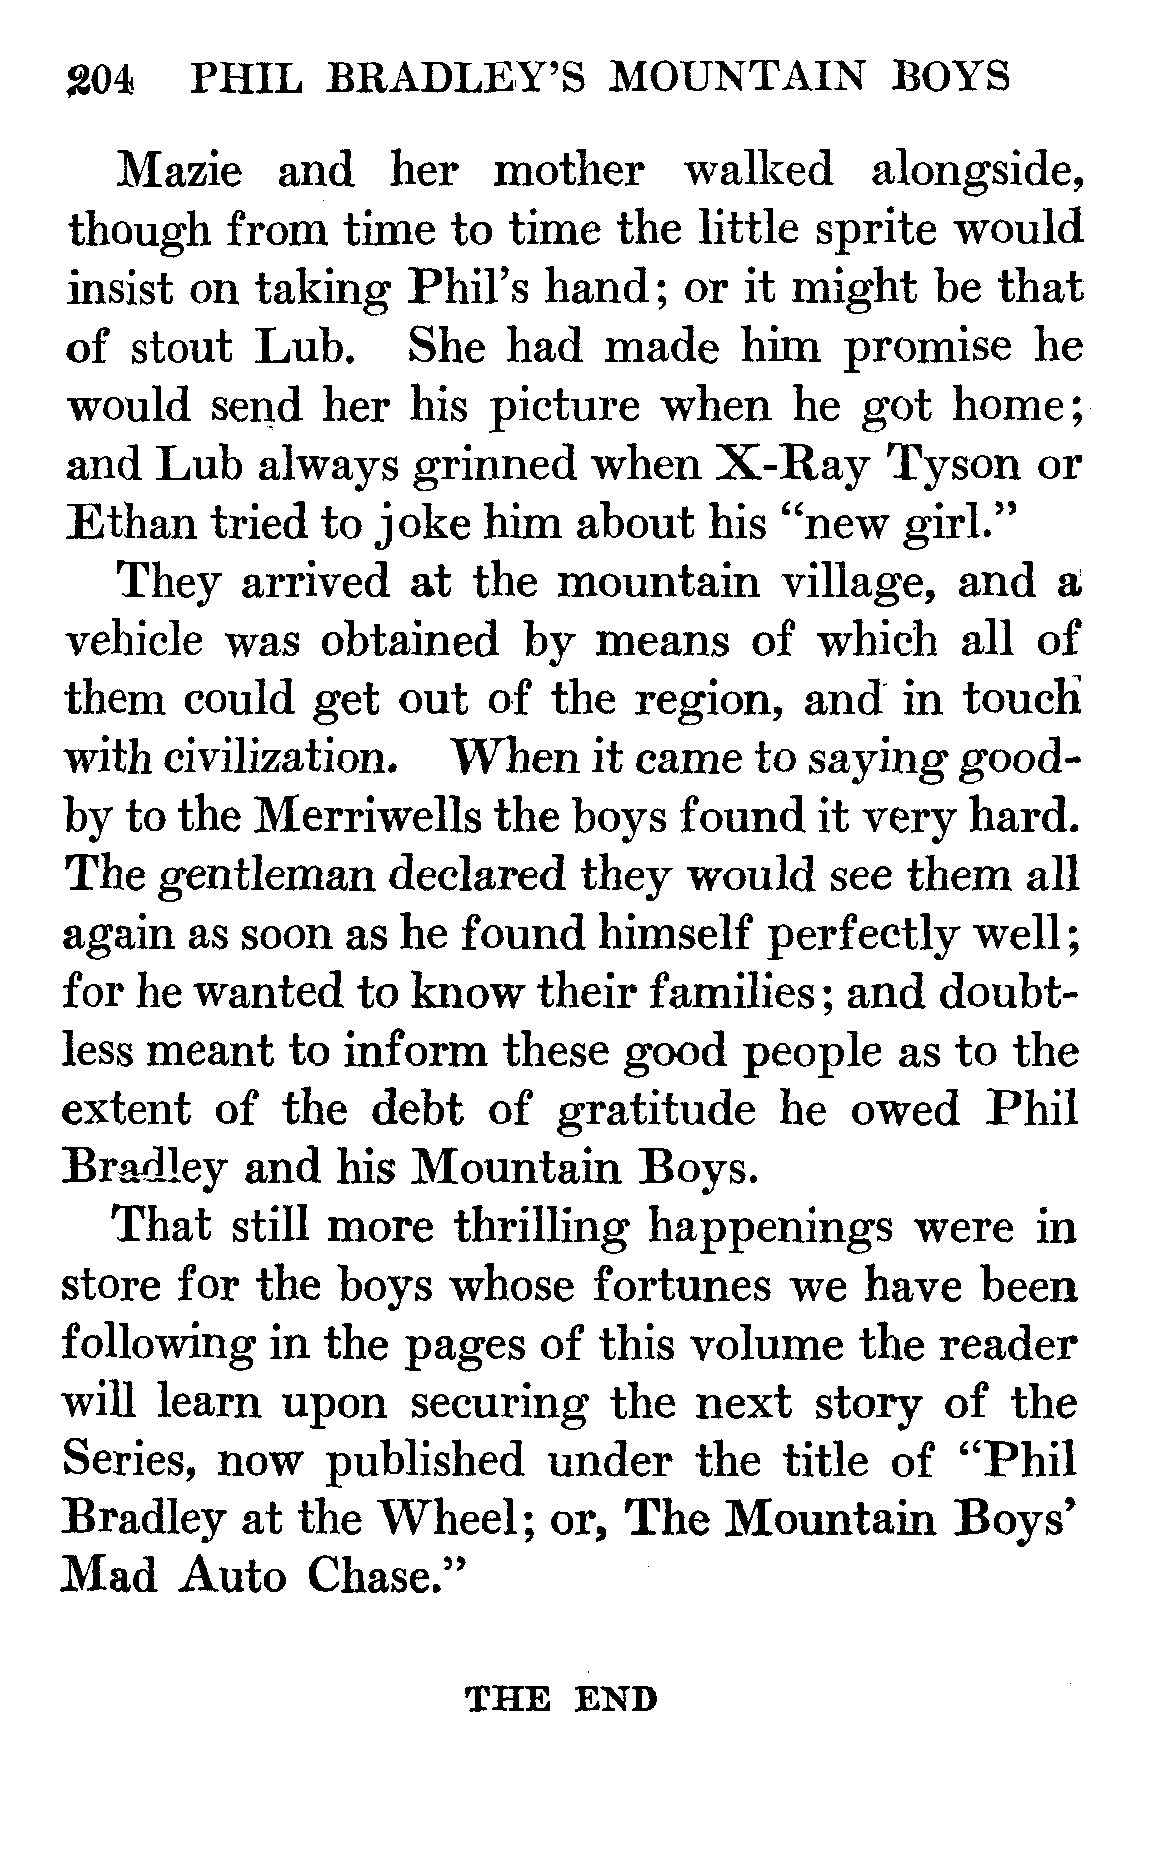 204 PHIL BRADLEY'S MOUNTAIN BOYS
Mazie and her mother walked alongside,
though from time to time the little sprite would
insist on taking Phil's hand; or it might be that
of stout Lub. She had made him promise he
would send her his picture when he got home;
and Lub always grinned when X-Ray Tyson or
Ethan tried to joke him about his “new girl.”
They arrived at the mountain village, and a
vehicle was obtained by means of which all of
them could get out of the region, and in touch
with civilization. When it came to saying good-
by to the Merriwells the boys found it very hard.
The gentleman declared they would see them all
again as soon as he found himself perfectly well;
for he wanted to know their families; and doubt-
less meant to inform these good people as to the
extent of the debt of gratitude he owed Phil
Bradley and his Mountain Boys.
That still more thrilling happenings were in
store for the boys whose fortunes we have been
following in the pages of this volume the reader
will learn upon securing the next story of the
Series, now published under the title of “Phil
Bradley at the Wheel; or, The Mountain Boys'
Mad Auto Chase.”
THE END